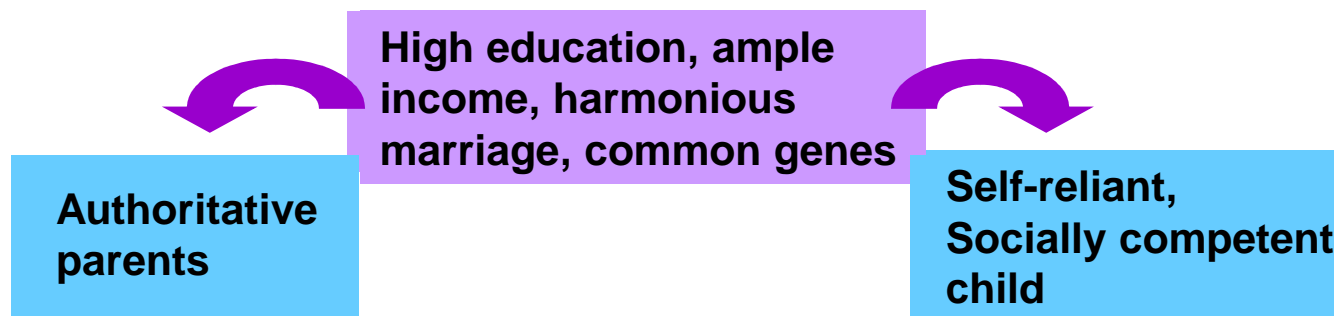 High education, ample
income, harmonious
marriage, common genes
Authoritative
parents
Self-reliant,
Socially competent
child